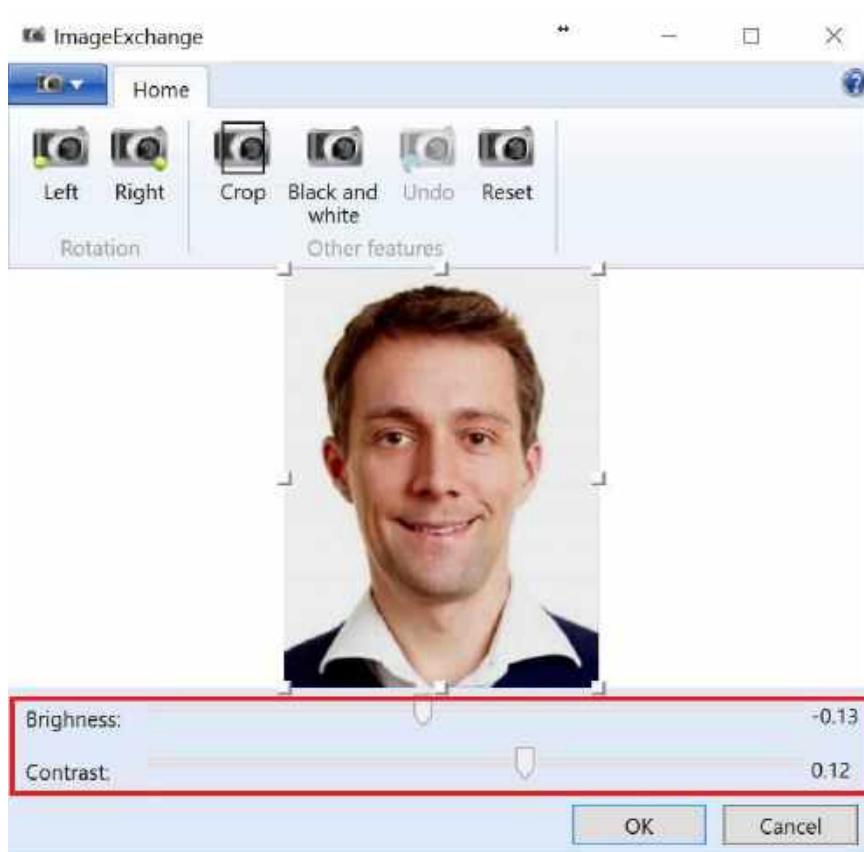 ImageExchange
Home
Left Right Crop Black and white Undo Reset
Rotation Other features
Brighness: -0.13
Contrast: 0.12
OK Cancel